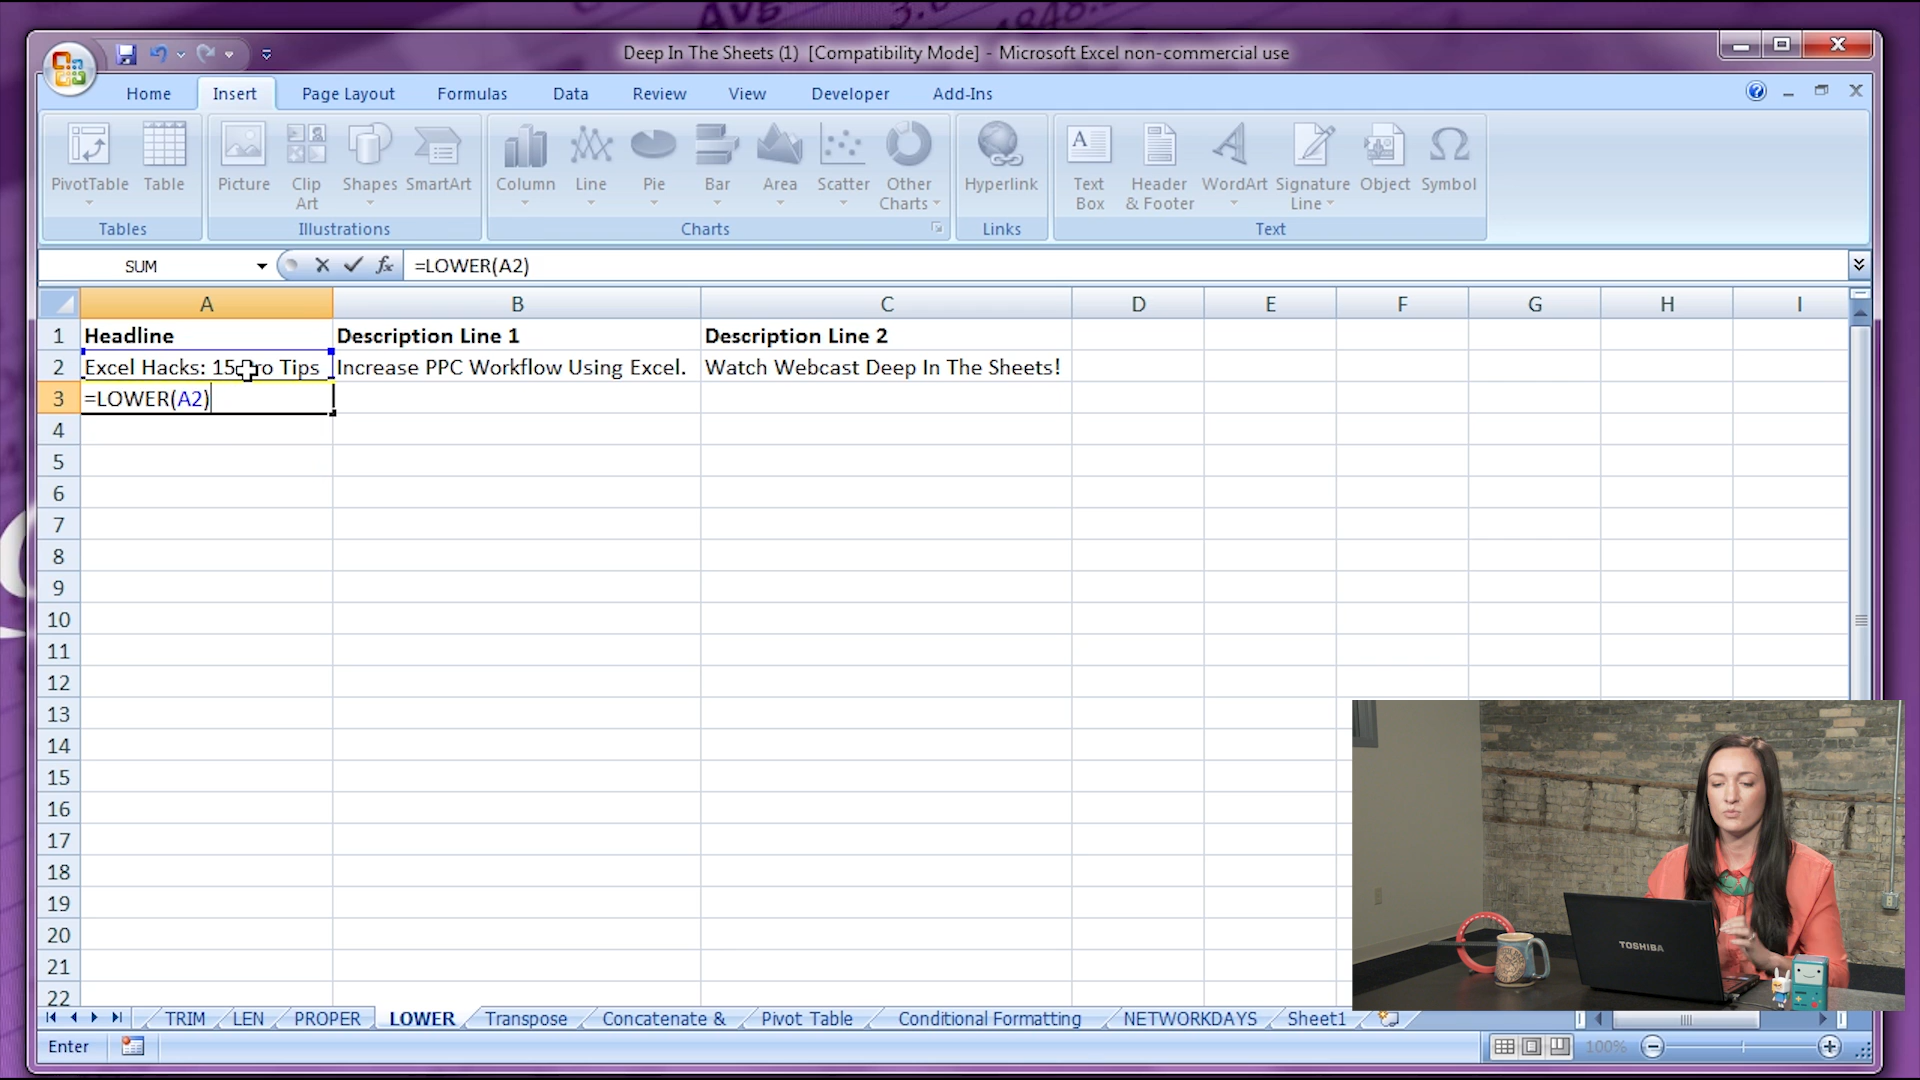 Avg
Deep In The Sheets (1)  [Compatibility Mode] - Microsoft Excel non-commercial use
Home Insert Page Layout Formulas Data Review View Developer Add-Ins
PivotTable Table Picture Clip Art Shapes SmartArt Column Line Pie Bar Area Scatter Other Charts Hyperlink Text Box Header & Footer WordArt Signature Line Object Symbol
Tables Illustrations Charts Links Text
SUM fx =LOWER(A2)
A B C D E F G H I
1 Headline Description Line 1 Description Line 2
2 Excel Hacks: 15 Tips Increase PPC Workflow Using Excel. Watch Webcast Deep In The Sheets!
3 =LOWER(A2)
4
5
6
7
8
9
10
11
12
13
14
15
16
17
18
19
20
21
22
TOSHIBA
TRIM LEN PROPER LOWER Transpose Concatenate & Pivot Table Conditional Formatting NETWORKDAYS Sheet1
Enter 100%